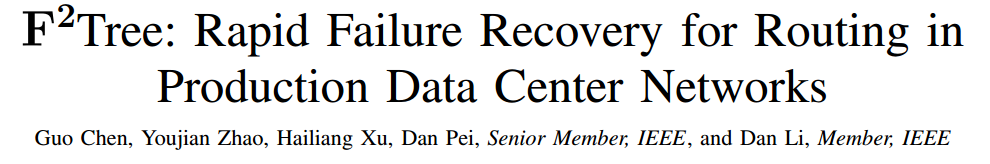 F²Tree: Rapid Failure Recovery for Routing in
Production Data Center Networks
Guo Chen, Youjian Zhao, Hailiang Xu, Dan Pei, Senior Member, IEEE, and Dan Li, Member, IEEE